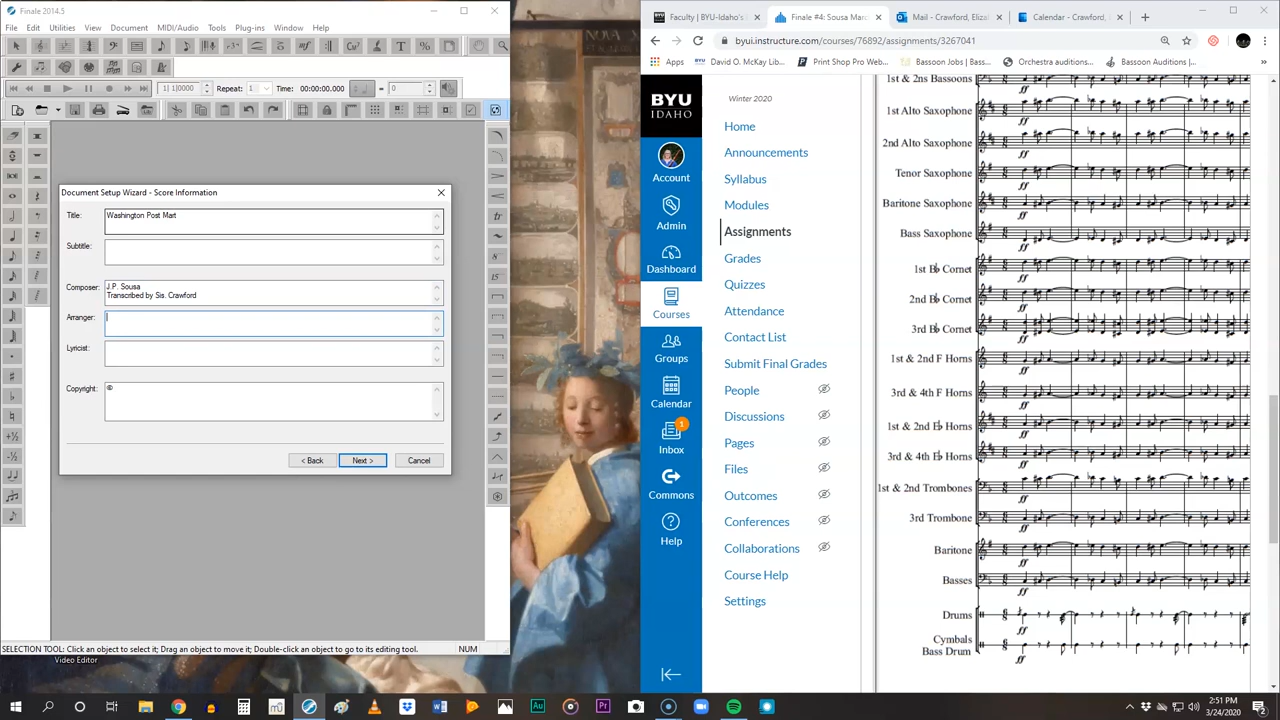 Finale 2014.5
File Edit Utilities View Document MIDI/Audio Tools Plug-ins Window Help
1| 1|0000 Repeat: 1 Time: 00:00:00.000 = 0
Document Setup Wizard - Score Information
Title: Washington Post Mart
Subtitle:
Composer: J.P. Sousa
Transcribed by Sis. Crawford
Arranger:
Lyricist:
Copyright: ©
< Back Next > Cancel
SELECTION TOOL: Click an object to select it; Drag an object to move it; Double-click an object to go to its editing tool. NUM
Video Editor
Faculty | BYU-Idaho's
Finale #4: Sousa Marc
Mail - Crawford, Eliza
Calendar - Crawford,
byui.instructure.com/courses/76892/assignments/3267041
Apps David O. McKay Lib... Print Shop Pro Web... Bassoon Jobs | Bass... Orchestra auditions... Bassoon Auditions |...
BYU
IDAHO
Account
Admin
Dashboard
Courses
Groups
Calendar
1
Inbox
Commons
Help
Winter 2020
Home
Announcements
Syllabus
Modules
Assignments
Grades
Quizzes
Attendance
Contact List
Submit Final Grades
People
Discussions
Pages
Files
Outcomes
Conferences
Collaborations
Course Help
Settings
1st & 2ns Bassoons
1st Alto Saxophone
2nd Alto Saxophone
Tenor Saxophone
Baritone Saxophone
Bass Saxophone
1st B♭ Cornet
2nd B♭ Cornet
3rd B♭ Cornet
1st & 2nd F Horns
3rd & 4th F Horns
1st & 2nd E♭ Horns
3rd & 4th E♭ Horns
1st & 2nd Trombones
3rd Trombone
Baritone
Basses
Drums
Cymbals
Bass Drum
ff
2:51 PM
3/24/2020